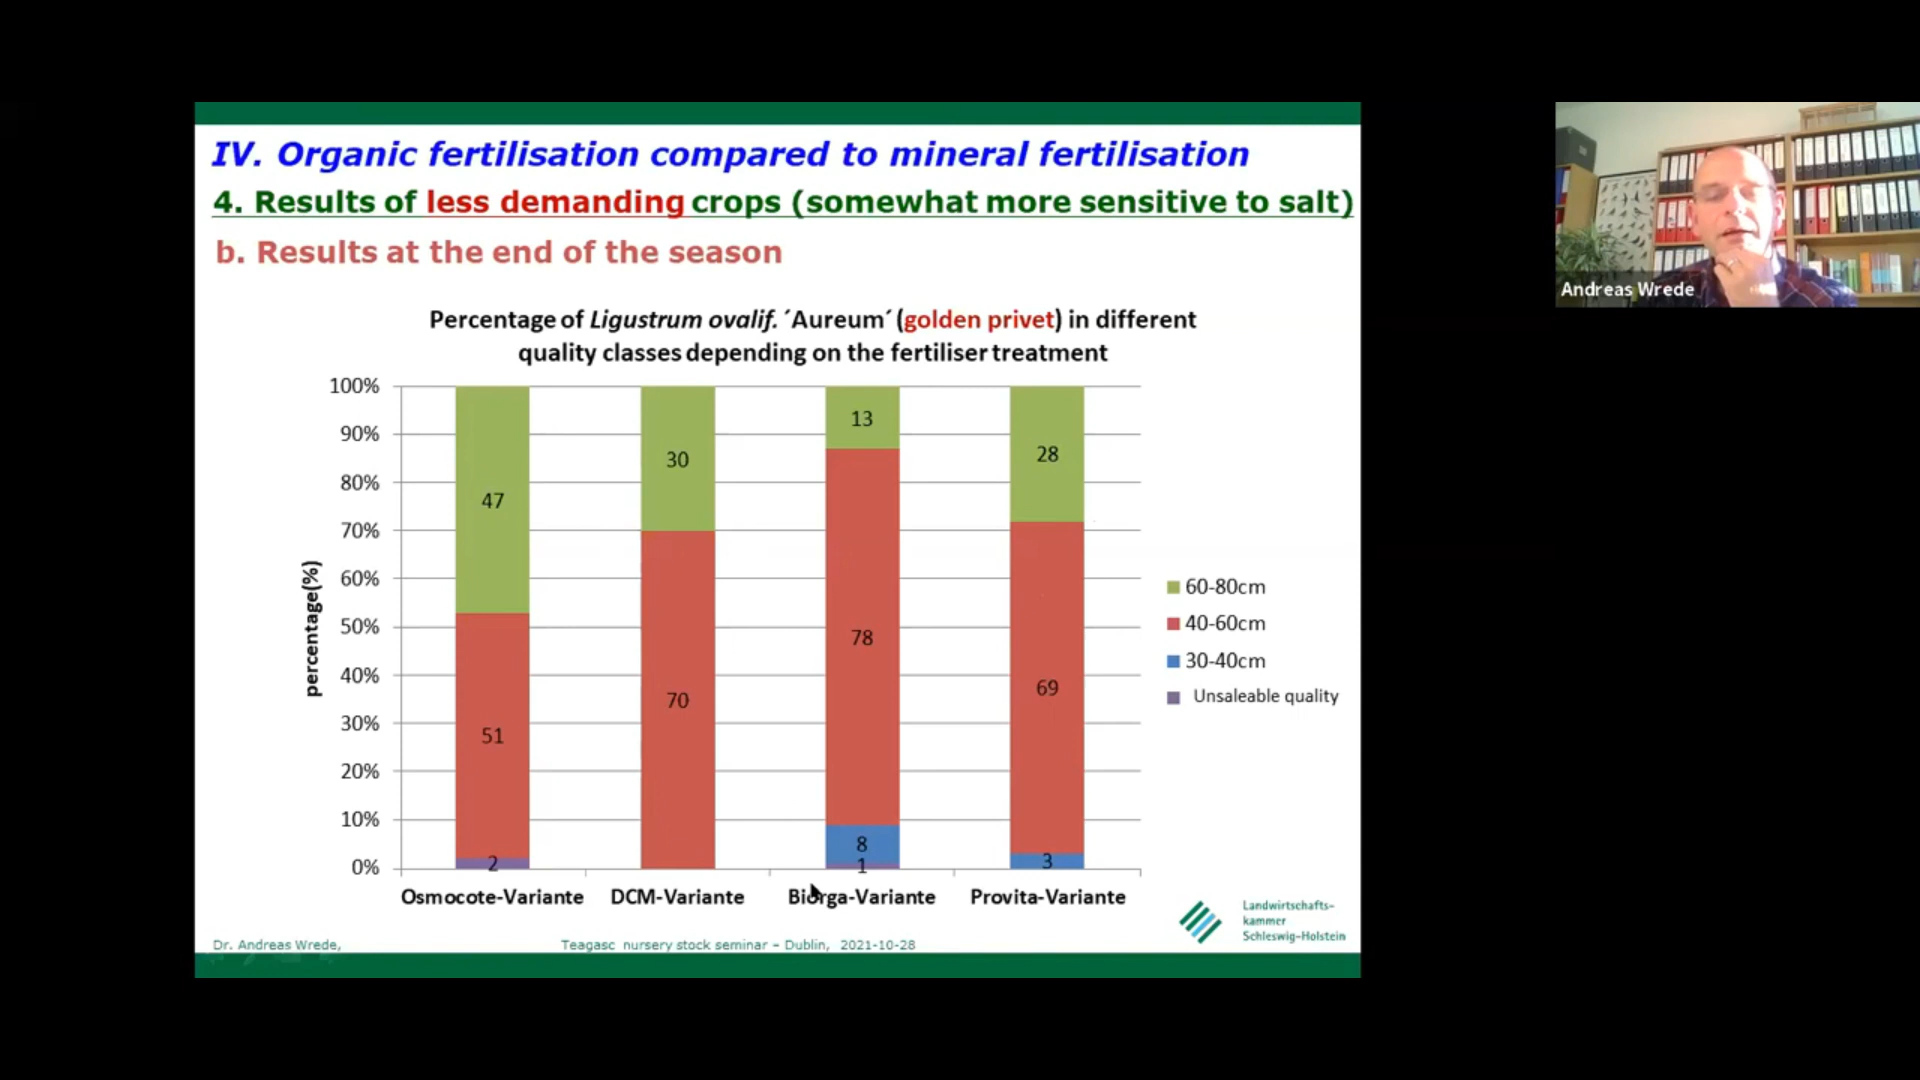 IV. Organic fertilisation compared to mineral fertilisation
4. Results of less demanding crops (somewhat more sensitive to salt)
b. Results at the end of the season
Andreas Wrede
Percentage of Ligustrum ovalif. ´Aureum´ (golden privet) in different
quality classes depending on the fertiliser treatment
percentage(%)
100%
90%
80%
70%
60%
50%
40%
30%
20%
10%
0%
47
51
2
30
70
13
78
8
1
28
69
3
60-80cm
40-60cm
30-40cm
Unsaleable quality
Osmocote-Variante
DCM-Variante
Biorga-Variante
Provita-Variante
Landwirtschafts-
kammer
Schleswig-Holstein
Dr. Andreas Wrede,
Teagasc nursery stock seminar – Dublin, 2021-10-28